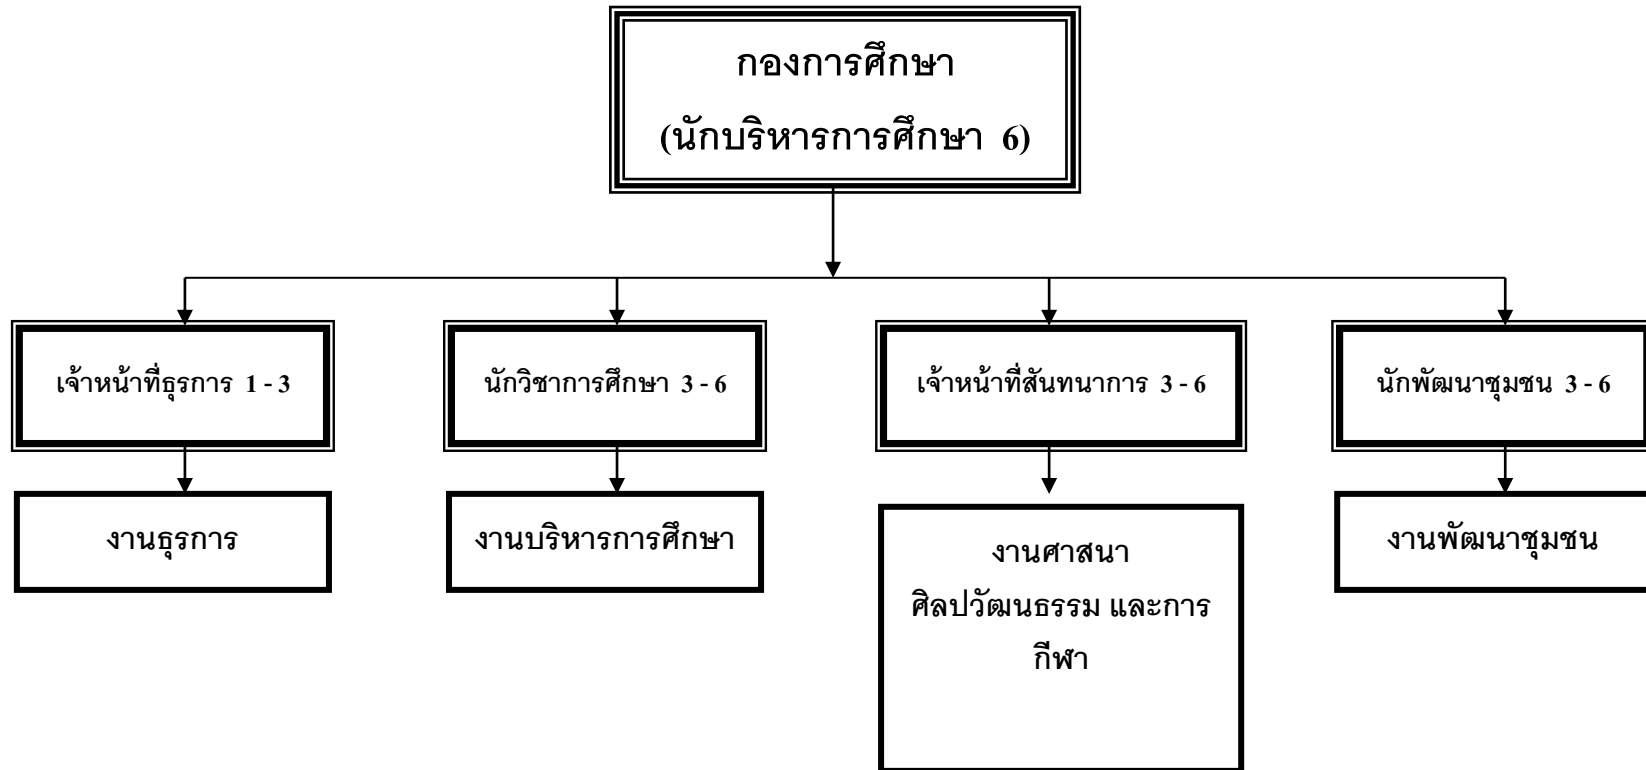 กองการศึกษา
(นักบริหารการศึกษา 6)
เจ้าหน้าที่ธุรการ 1 - 3
นักวิชาการศึกษา 3 - 6
เจ้าหน้าที่สันทนาการ 3 - 6
นักพัฒนาชุมชน 3 - 6
งานธุรการ
งานบริหารการศึกษา
งานศาสนา
ศิลปวัฒนธรรม และการ
กีฬา
งานพัฒนาชุมชน